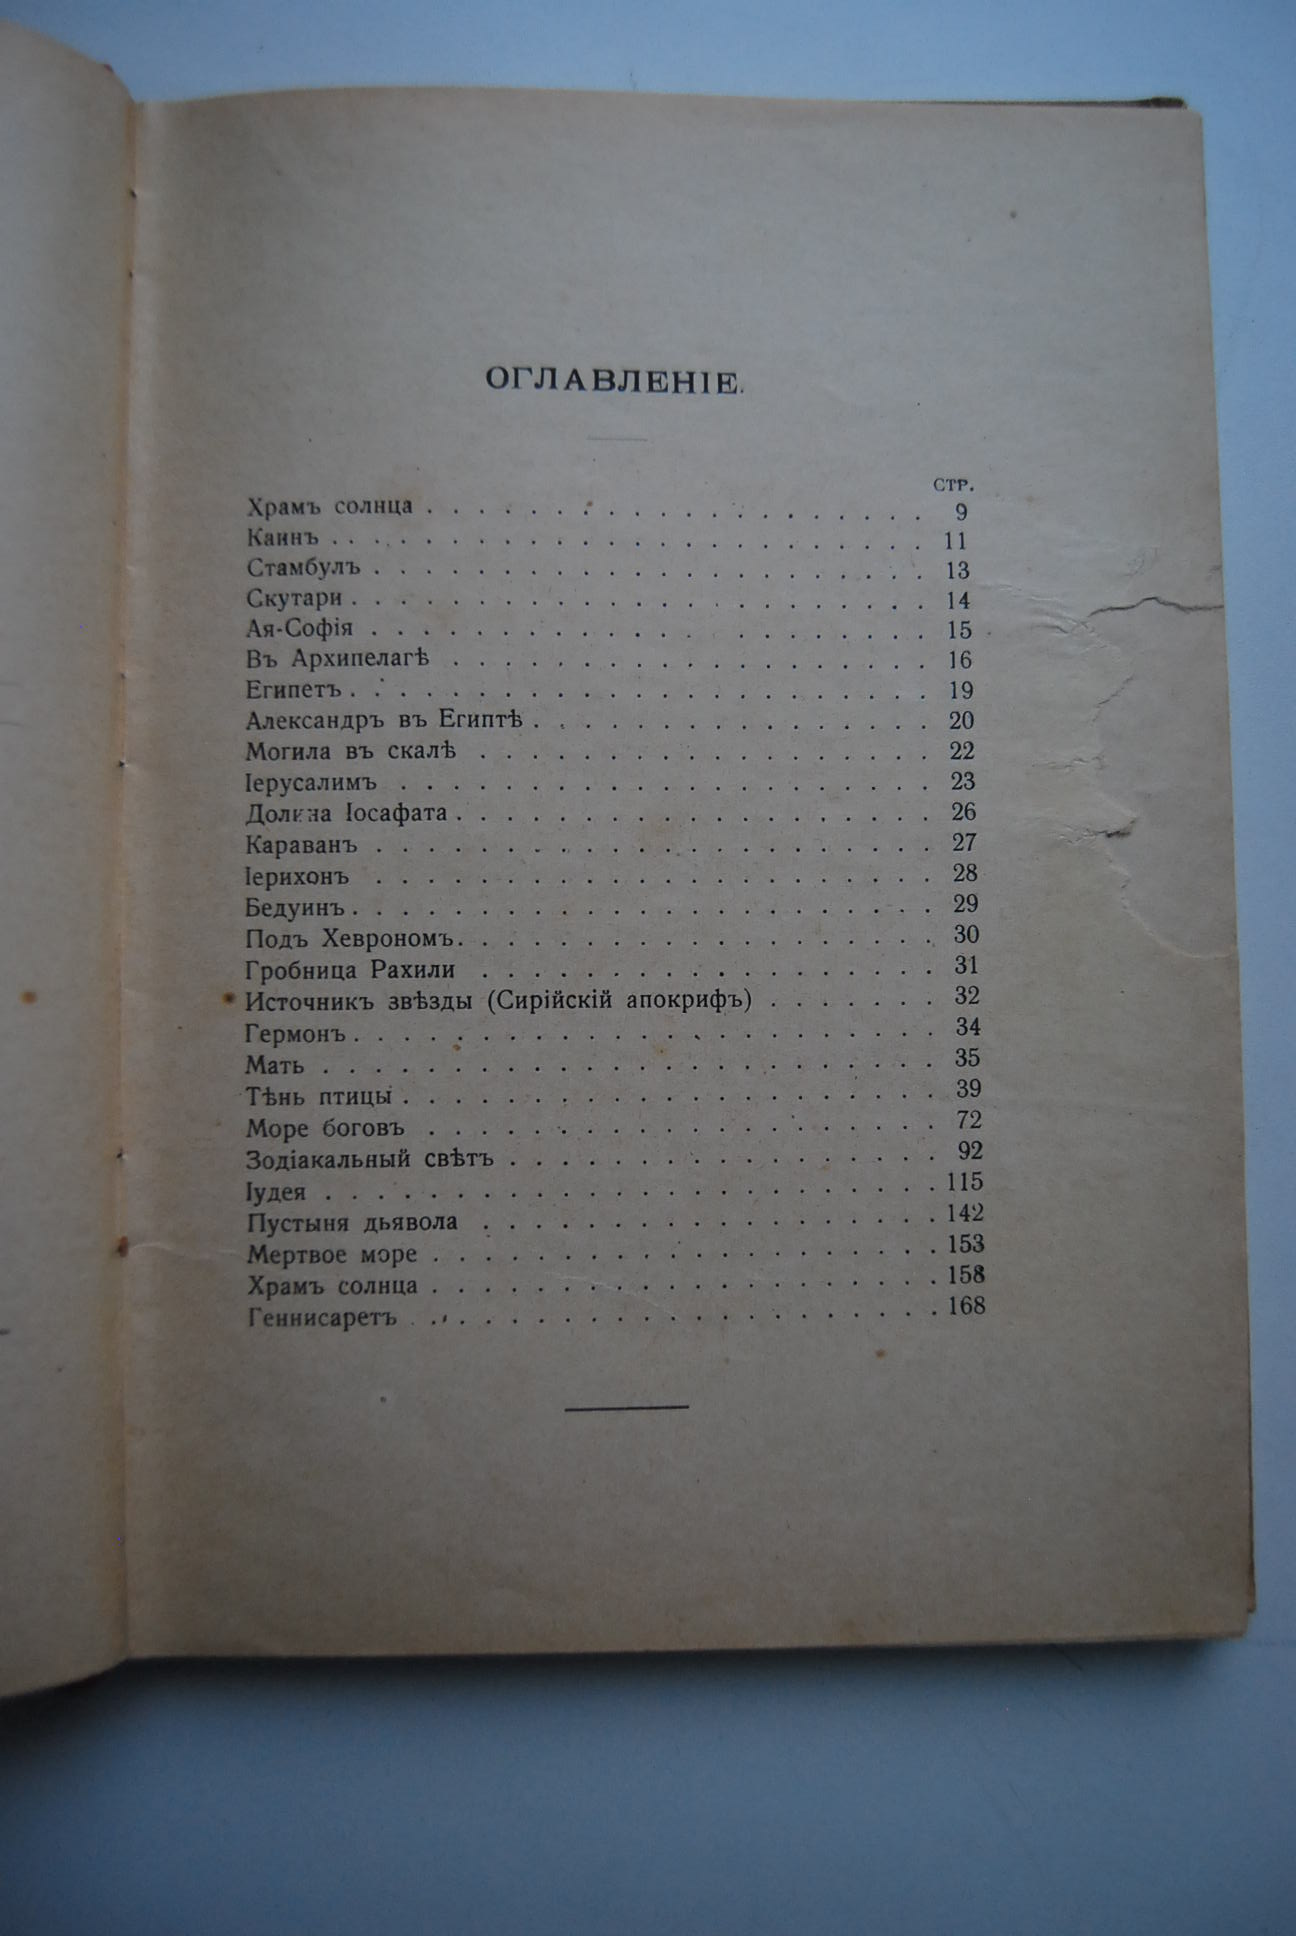 ОГЛАВЛЕНІЕ.
СТР.
Храмъ солнца . . . . . . . . . . . . . . . . . . . 9
Каинъ . . . . . . . . . . . . . . . . . . . . . . . 11
Стамбулъ . . . . . . . . . . . . . . . . . . . . . 13
Скутари . . . . . . . . . . . . . . . . . . . . . . 14
Ая-Софія . . . . . . . . . . . . . . . . . . . . . 15
Въ Архипелагѣ . . . . . . . . . . . . . . . . . . 16
Египетъ . . . . . . . . . . . . . . . . . . . . . . 19
Александръ въ Египтѣ . . . . . . . . . . . . . . . 20
Могила въ скалѣ . . . . . . . . . . . . . . . . . 22
Іерусалимъ . . . . . . . . . . . . . . . . . . . . 23
Долина Іосафата . . . . . . . . . . . . . . . . . . 26
Караванъ . . . . . . . . . . . . . . . . . . . . . 27
Іерихонъ . . . . . . . . . . . . . . . . . . . . . 28
Бедуинъ . . . . . . . . . . . . . . . . . . . . . . 29
Подъ Хеврономъ . . . . . . . . . . . . . . . . . . 30
Гробница Рахили . . . . . . . . . . . . . . . . . 31
Источникъ звѣзды (Сирійскій апокрифъ) . . . . . . 32
Гермонъ . . . . . . . . . . . . . . . . . . . . . . 34
Мать . . . . . . . . . . . . . . . . . . . . . . . 35
Тѣнь птицы . . . . . . . . . . . . . . . . . . . . 39
Море боговъ . . . . . . . . . . . . . . . . . . . 72
Зодіакальный свѣтъ . . . . . . . . . . . . . . . . 92
Іудея . . . . . . . . . . . . . . . . . . . . . . . 115
Пустыня дьявола . . . . . . . . . . . . . . . . . 142
Мертвое море . . . . . . . . . . . . . . . . . . . 153
Храмъ солнца . . . . . . . . . . . . . . . . . . . 158
Геннисаретъ . . . . . . . . . . . . . . . . . . . 168